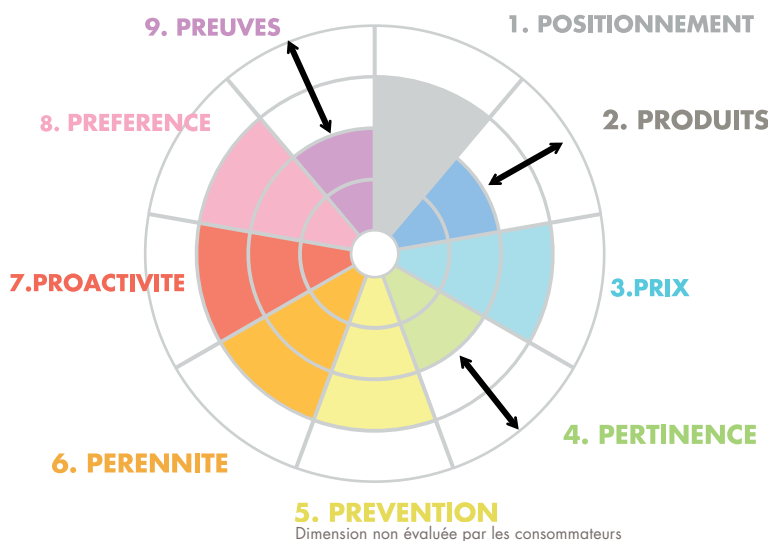 1. POSITIONNEMENT
2. PRODUITS
3.PRIX
4. PERTINENCE
5. PREVENTION
Dimension non évaluée par les consommateurs
6. PERENNITE
7.PROACTIVITE
8. PREFERENCE
9. PREUVES